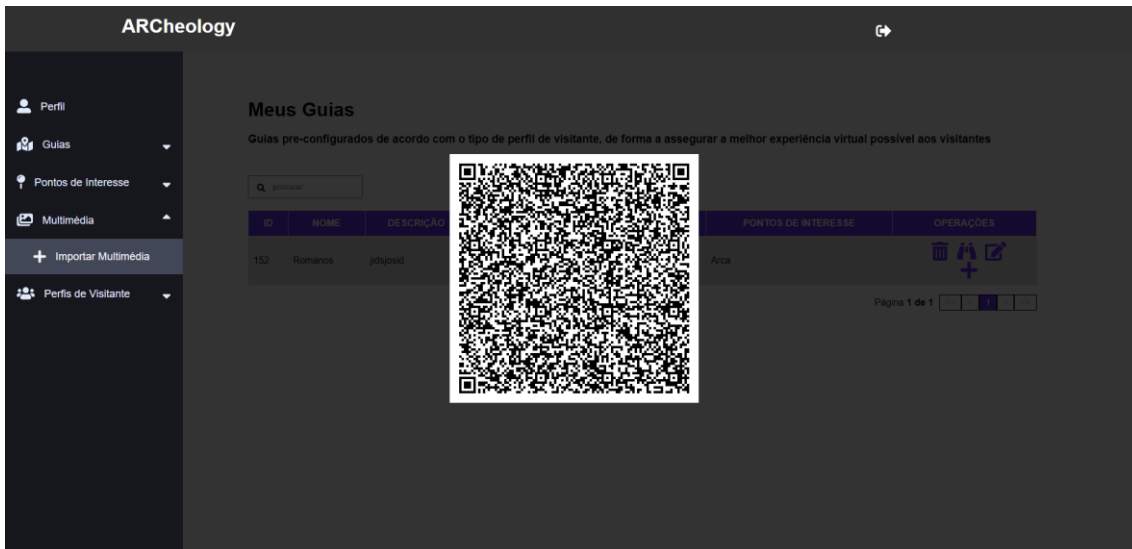 ARCheology
Perfil
Guias
Pontos de Interesse
Multimédia
Importar Multimédia
Perfis de Visitante
Meus Guias
Guias pre-configurados de acordo com o tipo de perfil de visitante, de forma a assegurar a melhor experiência virtual possível aos visitantes
procurar...
ID NOME DESCRIÇÃO PONTOS DE INTERESSE OPERAÇÕES
152 Romanos jidsjosid Arca
Página 1 de 1 << < 1 > >>